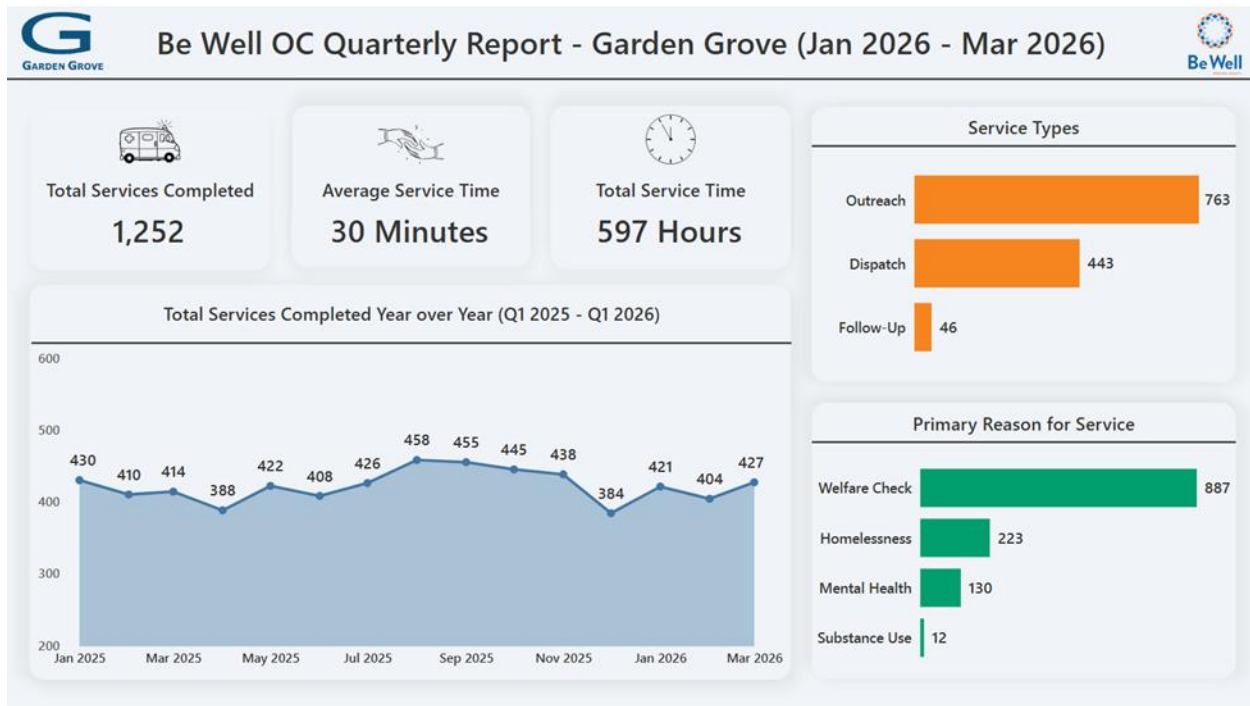 G
GARDEN GROVE
Be Well OC Quarterly Report - Garden Grove (Jan 2026 - Mar 2026)
Be Well
Total Services Completed
1,252
Average Service Time
30 Minutes
Total Service Time
597 Hours
Service Types
Outreach 763
Dispatch 443
Follow-Up 46
Total Services Completed Year over Year (Q1 2025 - Q1 2026)
600
500
400
300
200
430 410 414 388 422 408 426 458 455 445 438 384 421 404 427
Jan 2025 Mar 2025 May 2025 Jul 2025 Sep 2025 Nov 2025 Jan 2026 Mar 2026
Primary Reason for Service
Welfare Check 887
Homelessness 223
Mental Health 130
Substance Use 12